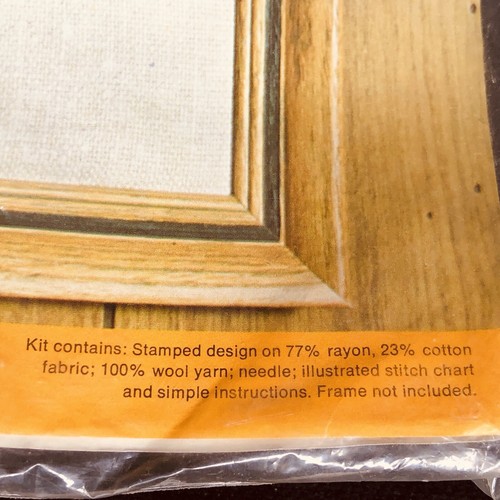 Kit contains: Stamped design on 77% rayon, 23% cotton
fabric; 100% wool yarn; needle; illustrated stitch chart
and simple instructions. Frame not included.